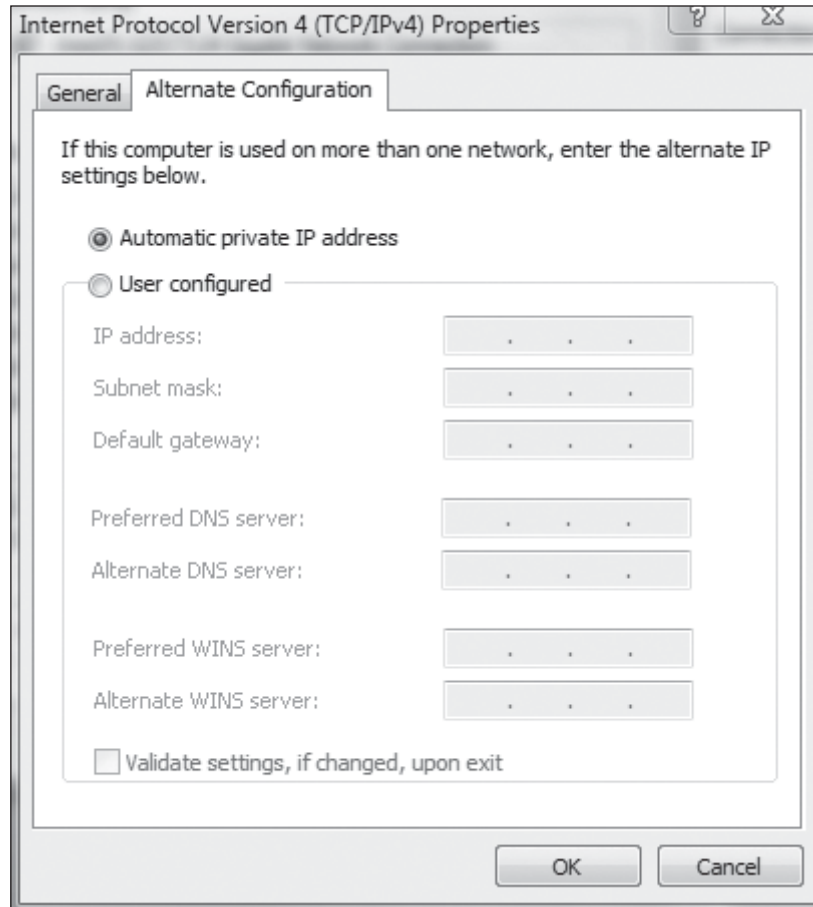 Internet Protocol Version 4 (TCP/IPv4) Properties
General
Alternate Configuration
If this computer is used on more than one network, enter the alternate IP
settings below.
Automatic private IP address
User configured
IP address:
. . .
Subnet mask:
. . .
Default gateway:
. . .
Preferred DNS server:
. . .
Alternate DNS server:
. . .
Preferred WINS server:
. . .
Alternate WINS server:
. . .
Validate settings, if changed, upon exit
OK
Cancel